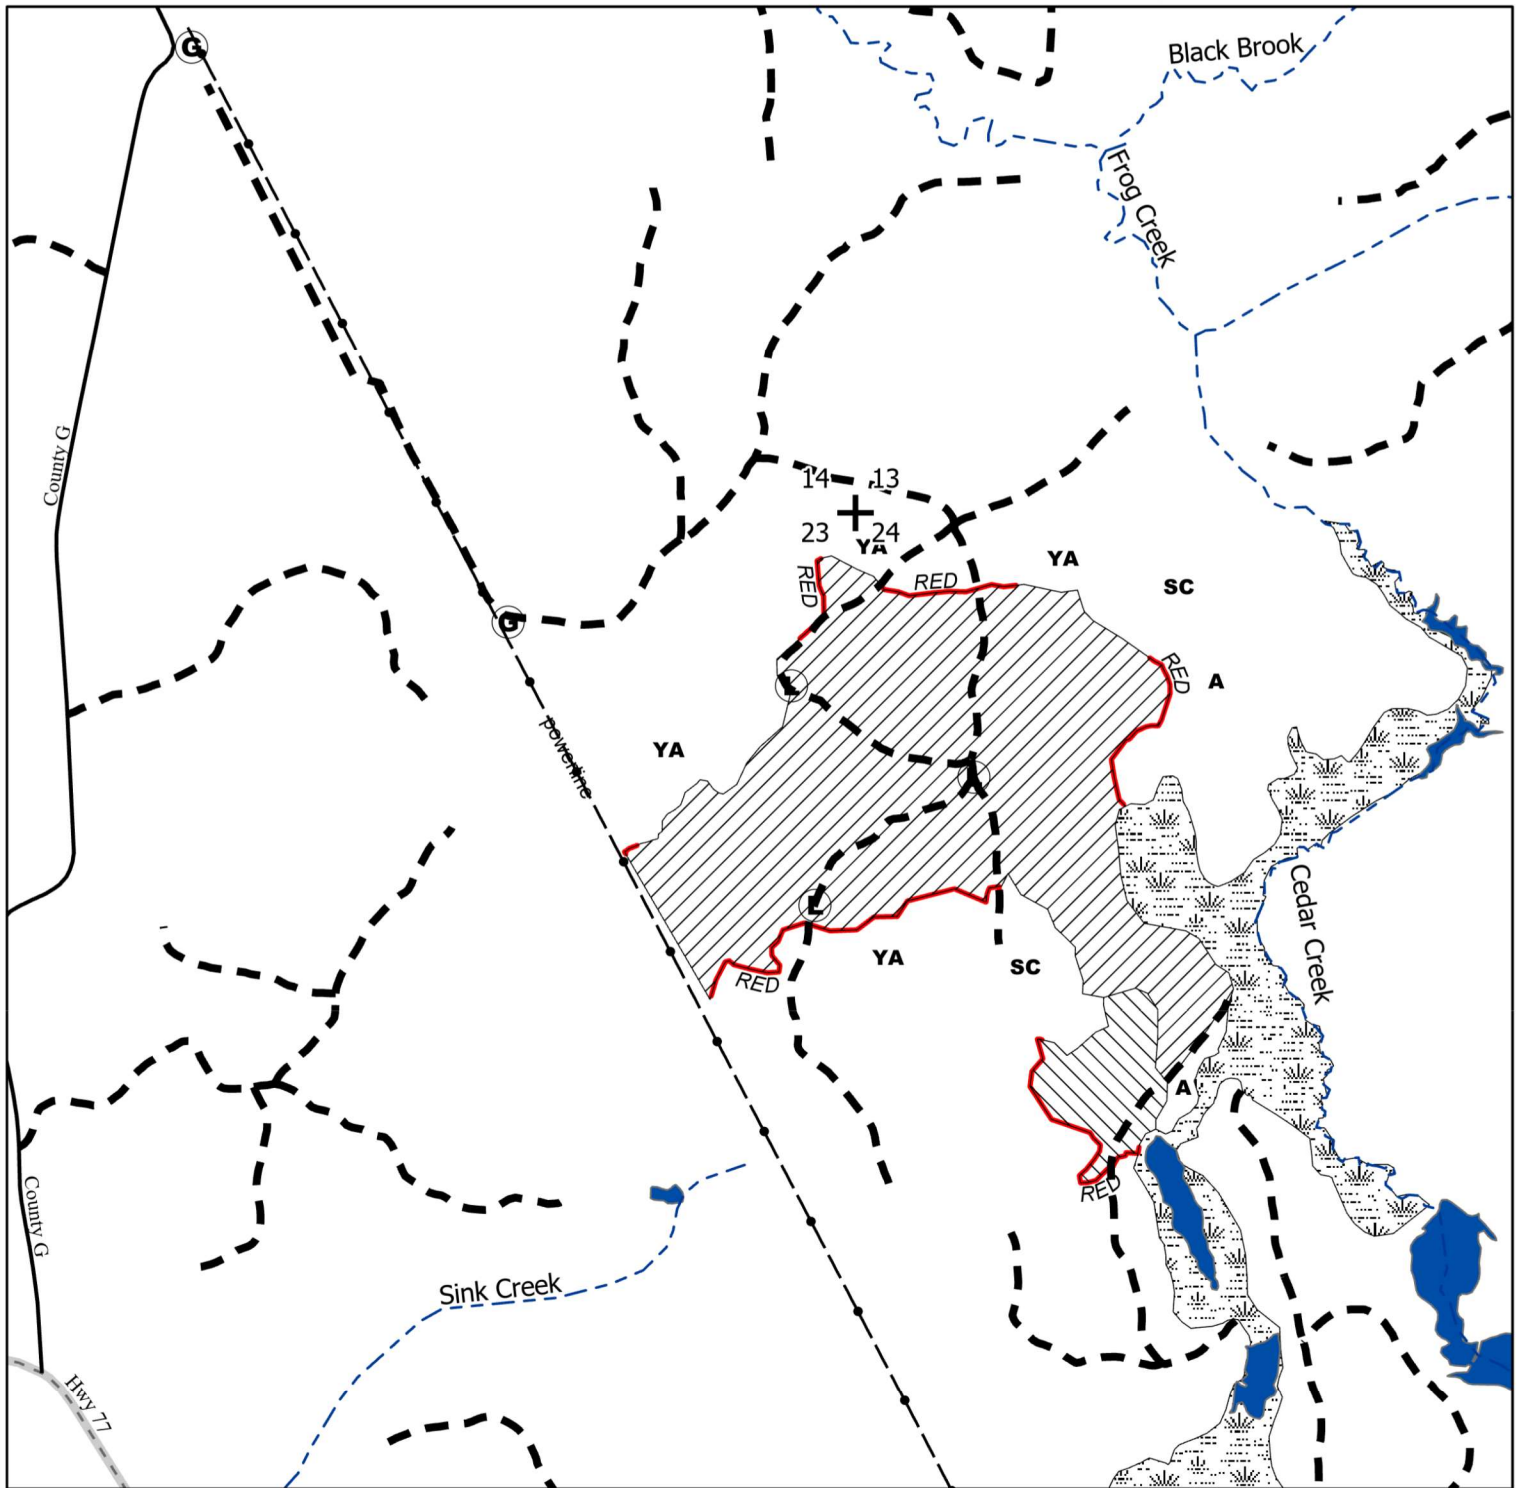 G
Black Brook
Frog Creek
County G
14 13
23 24
YA
RED
RED
YA
SC
G
RED
A
L
powerline
YA
L
Cedar Creek
L
YA
SC
RED
A
RED
County G
Sink Creek
Hwy 77